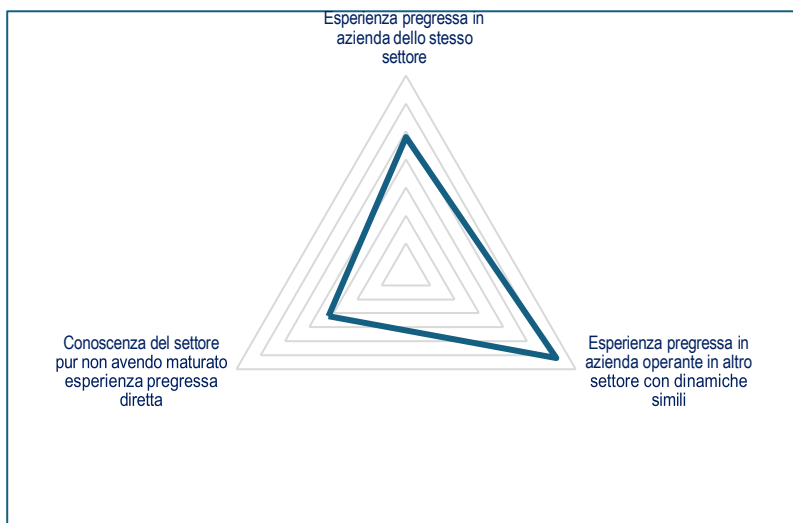 Esperienza pregressa in
azienda dello stesso
settore
Conoscenza del settore
pur non avendo maturato
esperienza pregressa
diretta
Esperienza pregressa in
azienda operante in altro
settore con dinamiche
simili